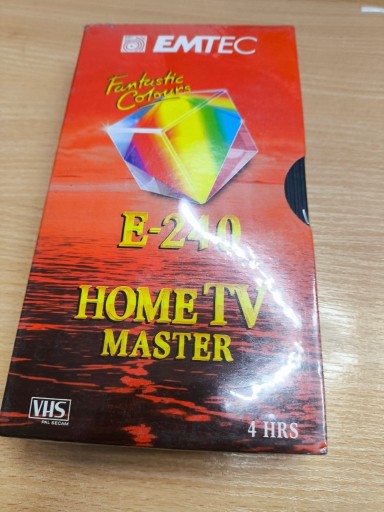 EMTEC
Fantastic
Colours
E-240
HOME TV
MASTER
VHS
PAL SECAM
4 HRS